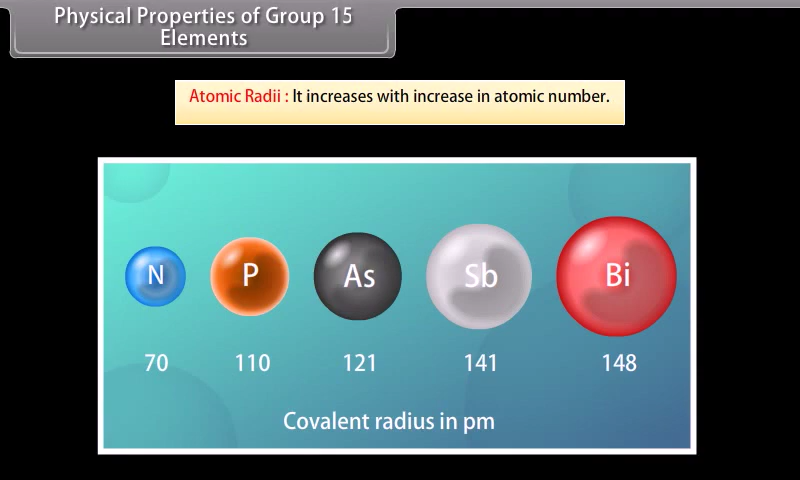 Physical Properties of Group 15
Elements
Atomic Radii : It increases with increase in atomic number.
N P As Sb Bi
70 110 121 141 148
Covalent radius in pm